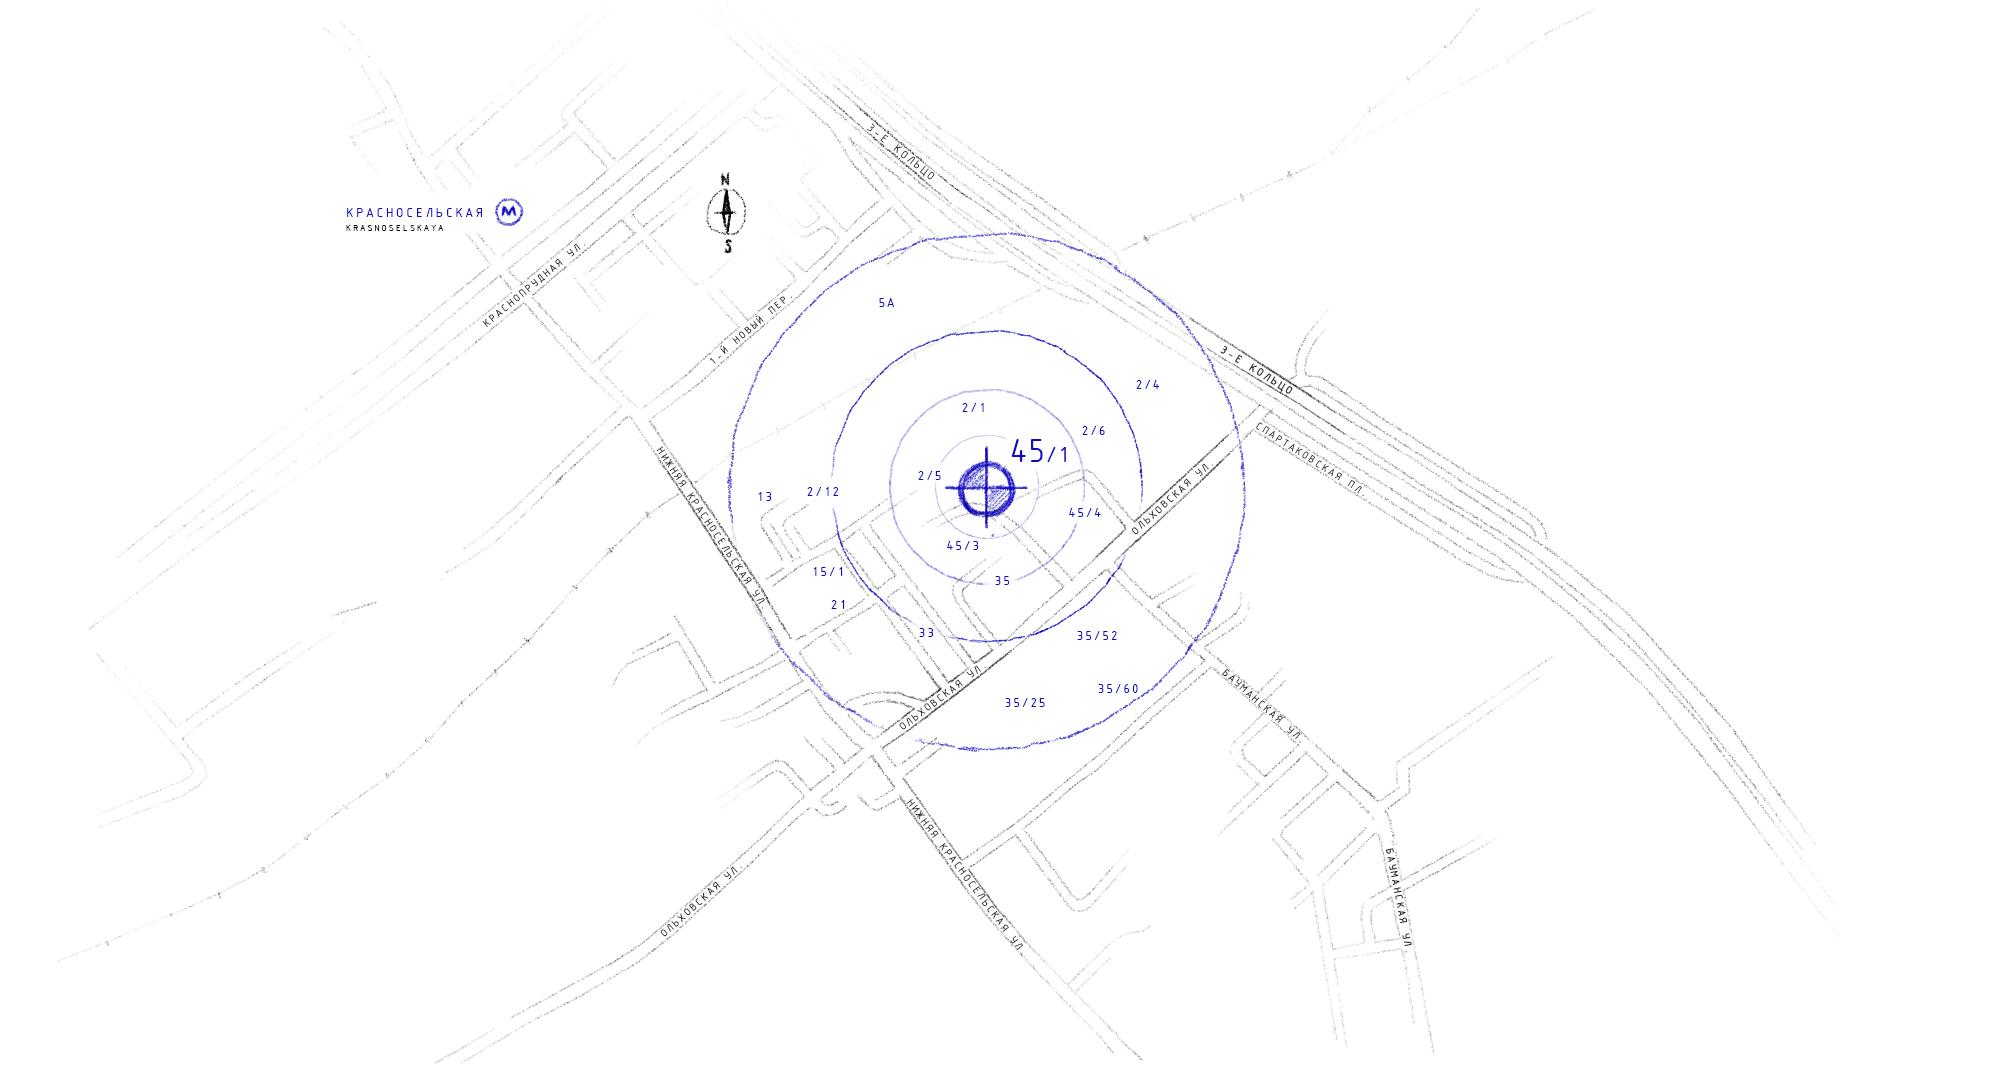 3-Е КОЛЬЦО
N
КРАСНОСЕЛЬСКАЯ
M
KRASNOSELSKAYA
S
КРАСНОПРУДНАЯ УЛ.
1-Й НОВЫЙ ПЕР.
5А
3-Е КОЛЬЦО
2/4
2/1
2/6
СПАРТАКОВСКАЯ ПЛ.
45/1
2/5
НИЖНЯЯ КРАСНОСЕЛЬСКАЯ УЛ.
13
2/12
ОЛЬХОВСКАЯ УЛ.
45/4
45/3
15/1
35
21
33
35/52
35/60
35/25
ОЛЬХОВСКАЯ УЛ.
БАУМАНСКАЯ УЛ.
НИЖНЯЯ КРАСНОСЕЛЬСКАЯ УЛ.
ОЛЬХОВСКАЯ УЛ.
БАУМАНСКАЯ УЛ.